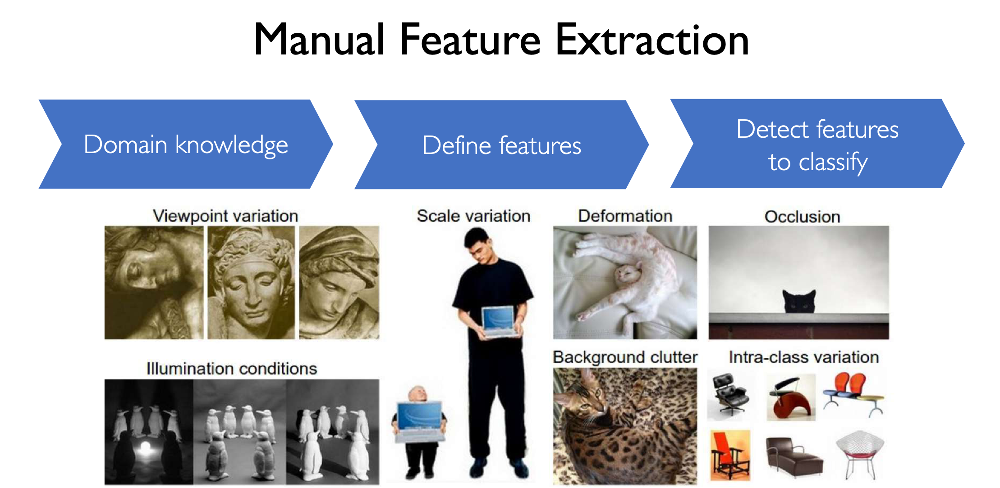 Manual Feature Extraction
Domain knowledge
Define features
Detect features
to classify
Viewpoint variation
Scale variation
Deformation
Occlusion
Illumination conditions
Background clutter
Intra-class variation